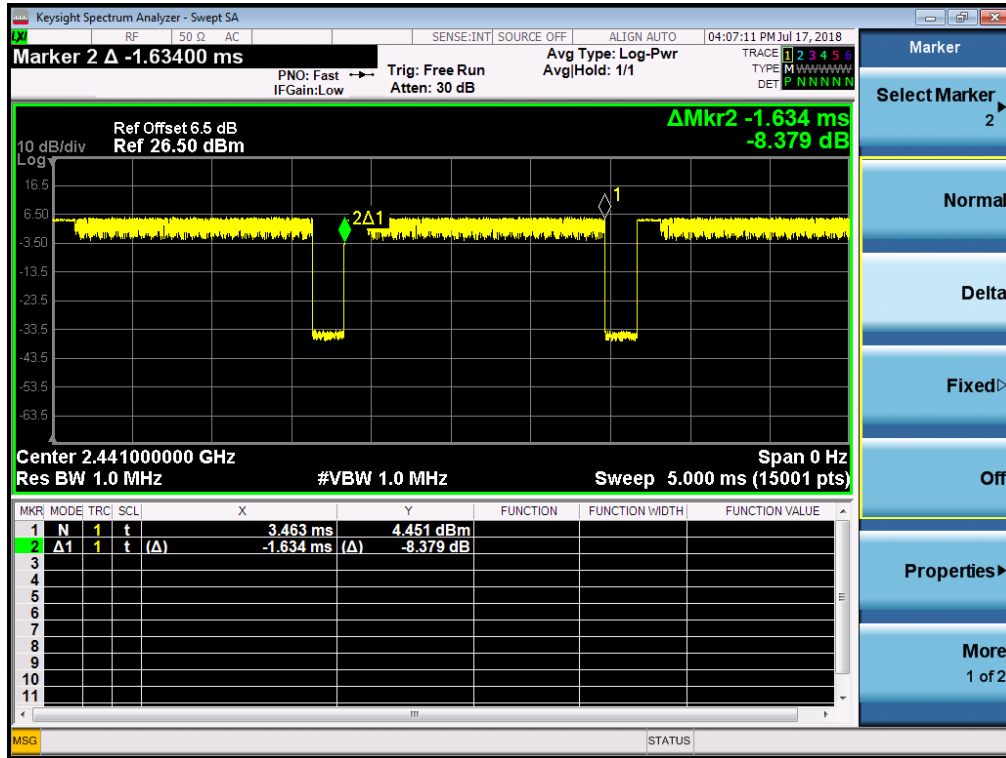 Keysight Spectrum Analyzer - Swept SA
LXI RF 50 Ω AC SENSE:INT SOURCE OFF ALIGN AUTO 04:07:11 PM Jul 17, 2018
Marker 2 Δ -1.63400 ms
PNO: Fast
IFGain:Low
Trig: Free Run
Atten: 30 dB
Avg Type: Log-Pwr
Avg|Hold: 1/1
TRACE 1 2 3 4 5 6
TYPE M WWWWW
DET P N N N N N
ΔMkr2 -1.634 ms
-8.379 dB
Ref Offset 6.5 dB
10 dB/div Ref 26.50 dBm
Log
16.5
6.50
-3.50
-13.5
-23.5
-33.5
-43.5
-53.5
-63.5
2Δ1
1
Center 2.441000000 GHz Span 0 Hz
Res BW 1.0 MHz #VBW 1.0 MHz Sweep 5.000 ms (15001 pts)
MKR MODE TRC SCL X Y FUNCTION FUNCTION WIDTH FUNCTION VALUE
1 N 1 t 3.463 ms 4.451 dBm
2 Δ1 1 t (Δ) -1.634 ms (Δ) -8.379 dB
3
4
5
6
7
8
9
10
11
MSG STATUS
Marker
Select Marker
2
Normal
Delta
Fixed
Off
Properties
More
1 of 2